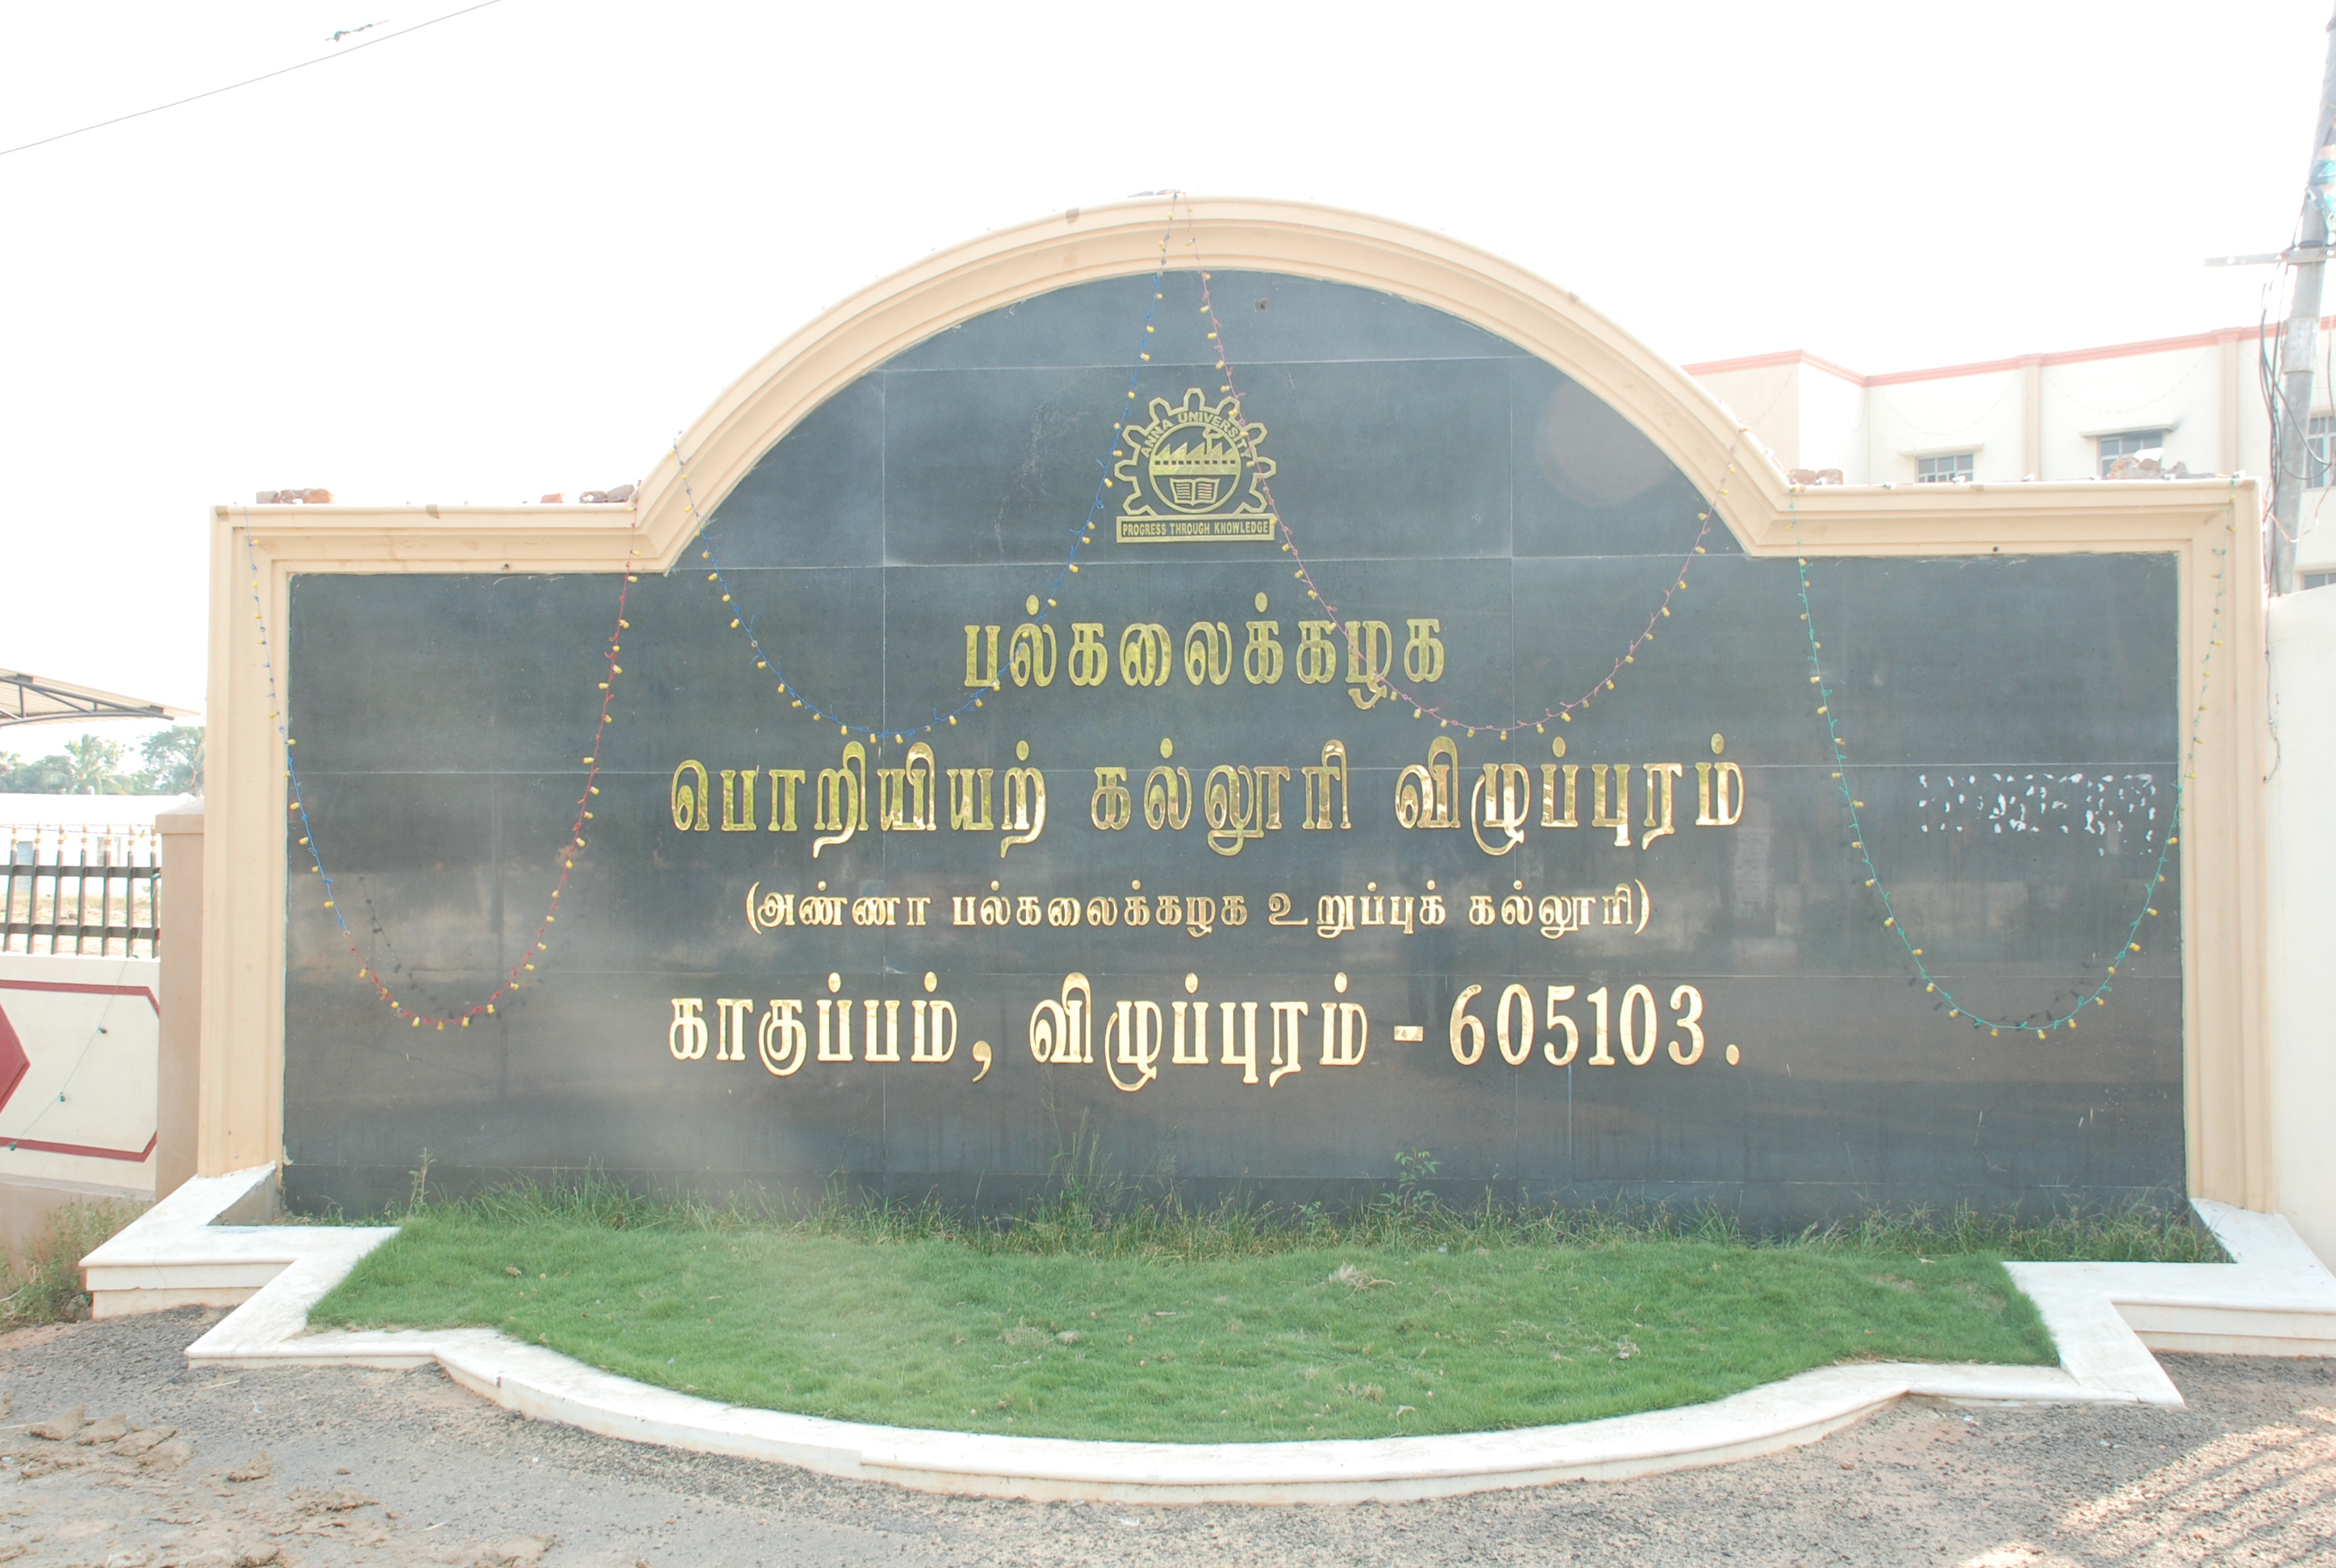 ANNA UNIVERSITY
PROGRESS THROUGH KNOWLEDGE
பல்கலைக்கழக
பொறியியற் கல்லூரி விழுப்புரம்
(அண்ணா பல்கலைக்கழக உறுப்புக் கல்லூரி)
காகுப்பம், விழுப்புரம் - 605103.